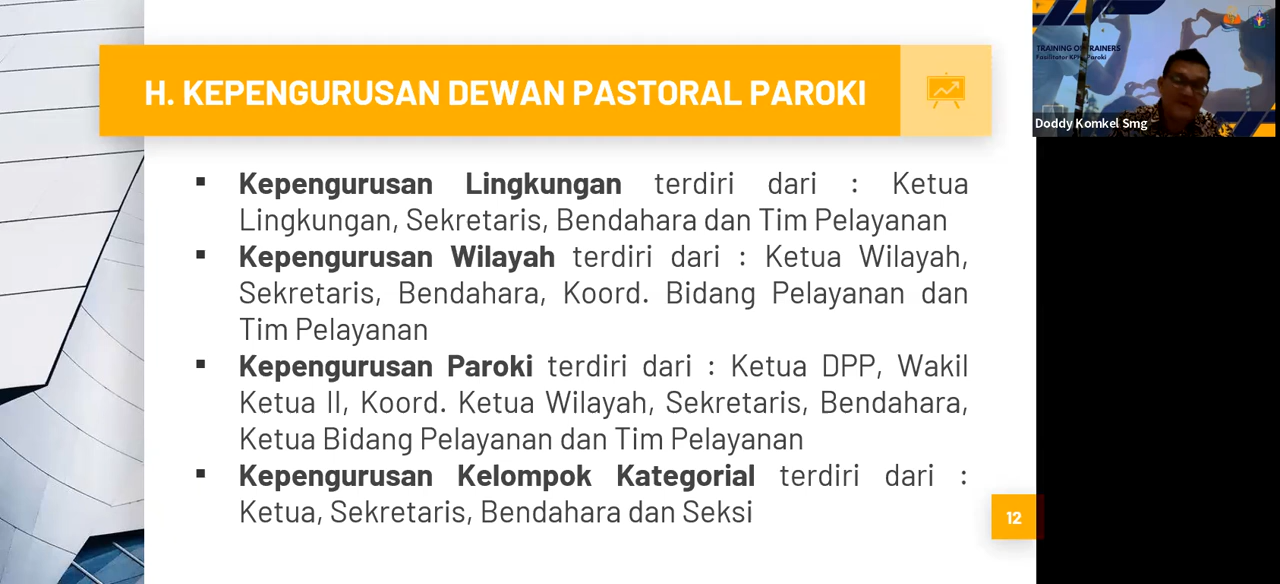 H. KEPENGURUSAN DEWAN PASTORAL PAROKI
▪ Kepengurusan Lingkungan terdiri dari : Ketua
Lingkungan, Sekretaris, Bendahara dan Tim Pelayanan
▪ Kepengurusan Wilayah terdiri dari : Ketua Wilayah,
Sekretaris, Bendahara, Koord. Bidang Pelayanan dan
Tim Pelayanan
▪ Kepengurusan Paroki terdiri dari : Ketua DPP, Wakil
Ketua II, Koord. Ketua Wilayah, Sekretaris, Bendahara,
Ketua Bidang Pelayanan dan Tim Pelayanan
▪ Kepengurusan Kelompok Kategorial terdiri dari :
Ketua, Sekretaris, Bendahara dan Seksi
12
TRAINING OF TRAINERS
Fasilitator KPHK Paroki
Doddy Komkel Smg